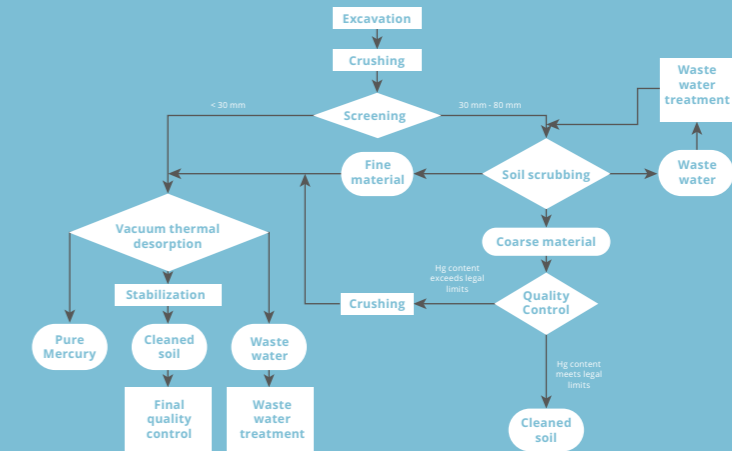 Excavation
Crushing
Screening
< 30 mm
30 mm - 80 mm
Waste
water
treatment
Fine
material
Soil scrubbing
Waste
water
Vacuum thermal
desorption
Coarse material
Stabilization
Hg content
exceeds legal
limits
Crushing
Quality
Control
Pure
Mercury
Cleaned
soil
Waste
water
Hg content
meets legal
limits
Final
quality
control
Waste
water
treatment
Cleaned
soil